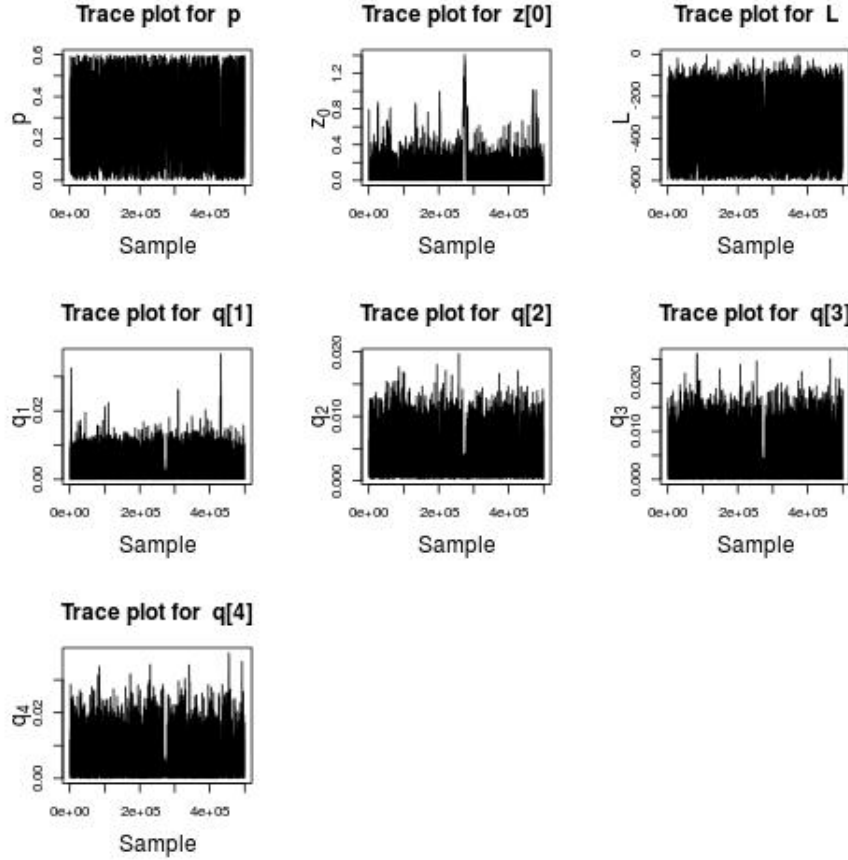 Trace plot for p
Trace plot for z[0]
Trace plot for L
p
0.0 0.2 0.4 0.6
z0
0.0 0.4 0.8 1.2
L
-600 -400 -200 0
0e+00 2e+05 4e+05
0e+00 2e+05 4e+05
0e+00 2e+05 4e+05
Sample
Sample
Sample
Trace plot for q[1]
Trace plot for q[2]
Trace plot for q[3]
q1
0.00 0.02
q2
0.000 0.010 0.020
q3
0.000 0.010 0.020
0e+00 2e+05 4e+05
0e+00 2e+05 4e+05
0e+00 2e+05 4e+05
Sample
Sample
Sample
Trace plot for q[4]
q4
0.00 0.02
0e+00 2e+05 4e+05
Sample